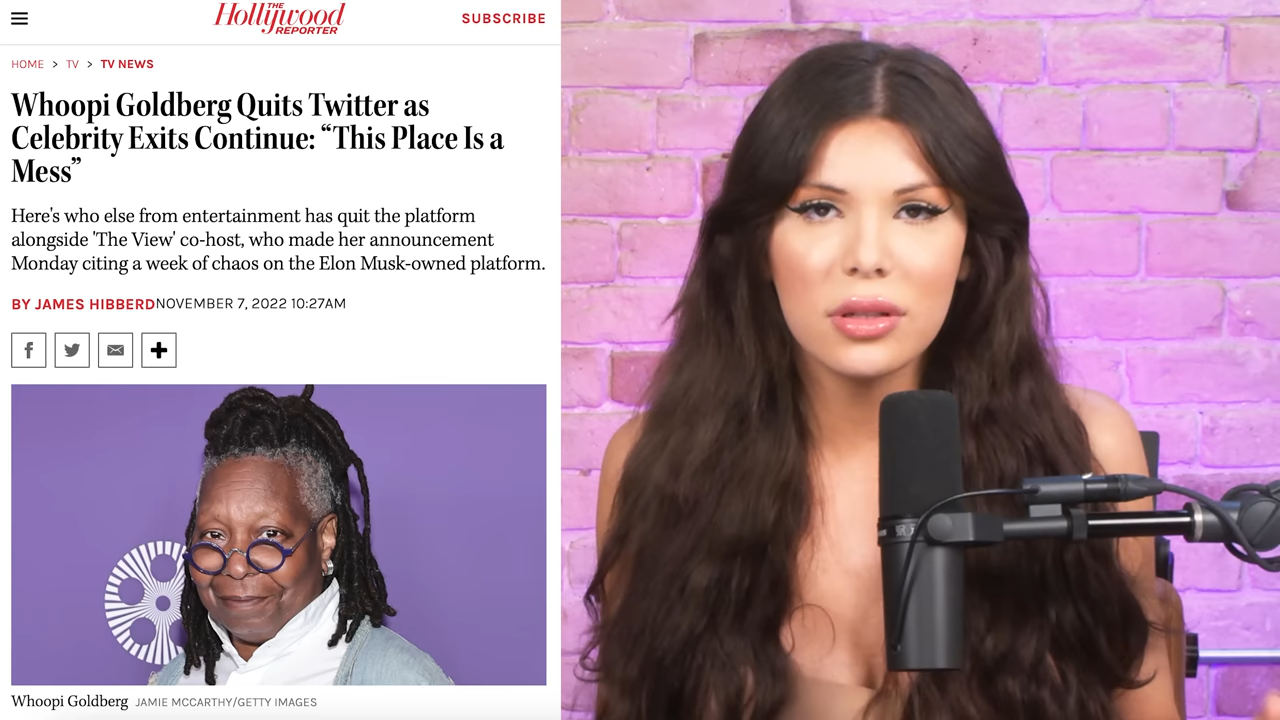 THE
Hollywood
REPORTER
SUBSCRIBE
HOME > TV > TV NEWS
Whoopi Goldberg Quits Twitter as
Celebrity Exits Continue: “This Place Is a
Mess”
Here's who else from entertainment has quit the platform
alongside 'The View' co-host, who made her announcement
Monday citing a week of chaos on the Elon Musk-owned platform.
BY JAMES HIBBERD NOVEMBER 7, 2022 10:27AM
Whoopi Goldberg JAMIE MCCARTHY/GETTY IMAGES